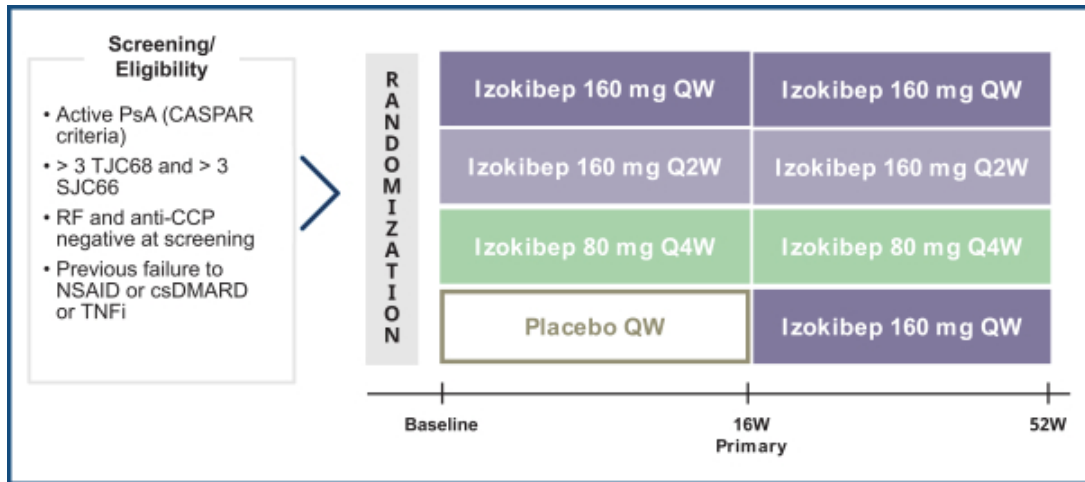 Screening/
Eligibility
• Active PsA (CASPAR
criteria)
• > 3 TJC68 and > 3
SJC66
• RF and anti-CCP
negative at screening
• Previous failure to
NSAID or csDMARD
or TNFi
RANDOMIZATION
Izokibep 160 mg QW
Izokibep 160 mg QW
Izokibep 160 mg Q2W
Izokibep 160 mg Q2W
Izokibep 80 mg Q4W
Izokibep 80 mg Q4W
Placebo QW
Izokibep 160 mg QW
Baseline
16W
Primary
52W